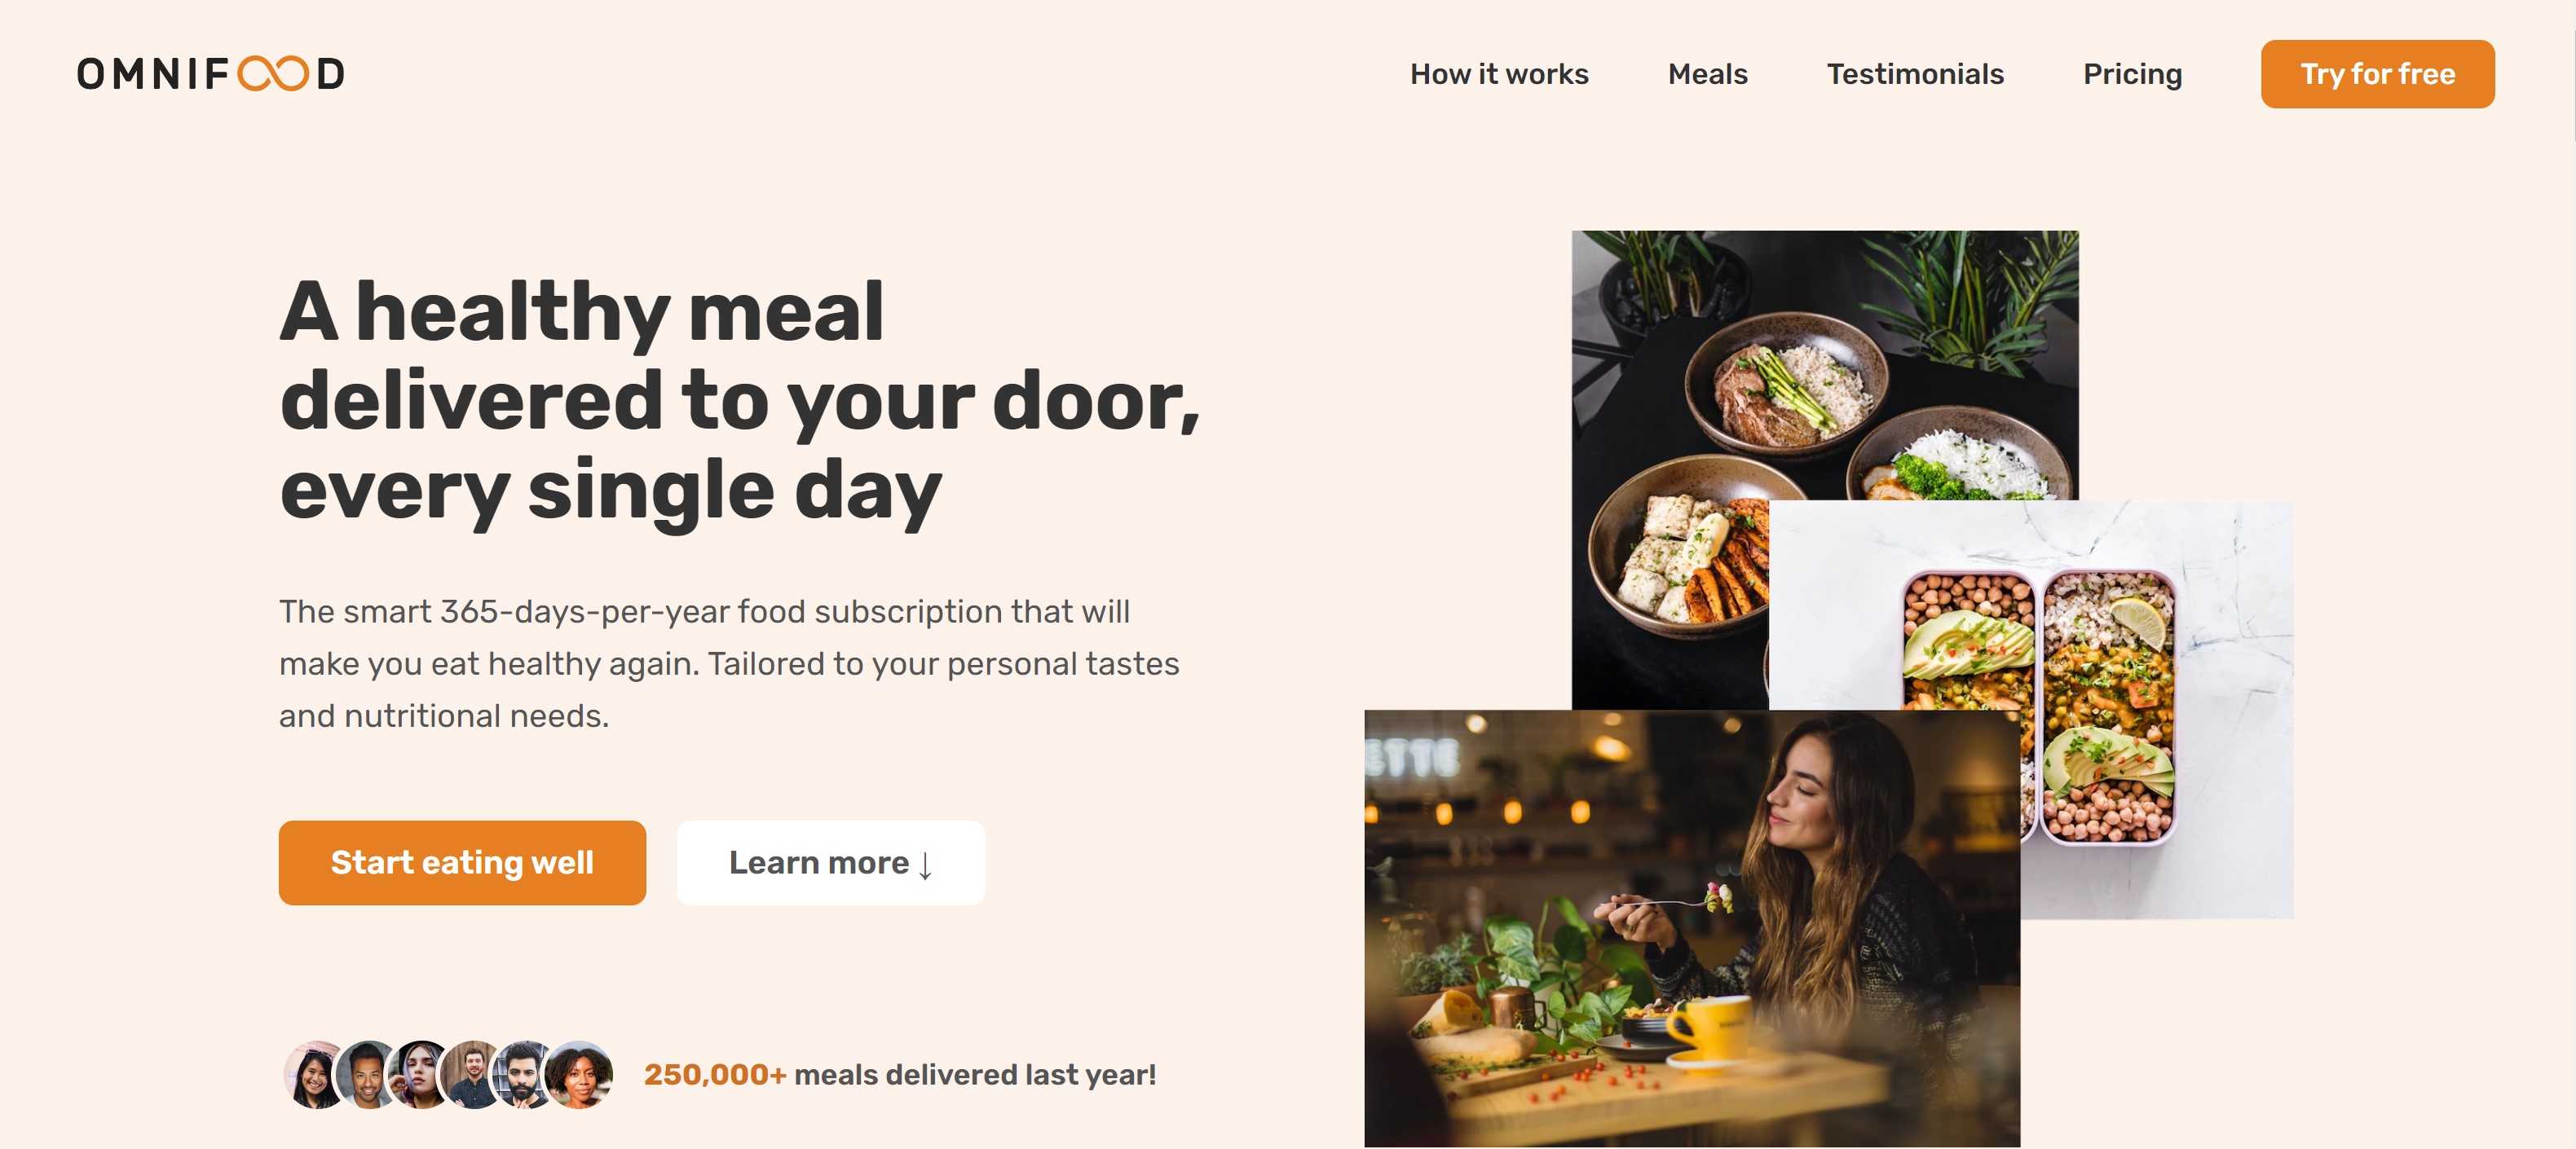 OMNIFOOD
How it works
Meals
Testimonials
Pricing
Try for free
A healthy meal
delivered to your door,
every single day
The smart 365-days-per-year food subscription that will
make you eat healthy again. Tailored to your personal tastes
and nutritional needs.
Start eating well
Learn more ↓
250,000+ meals delivered last year!
ETTE